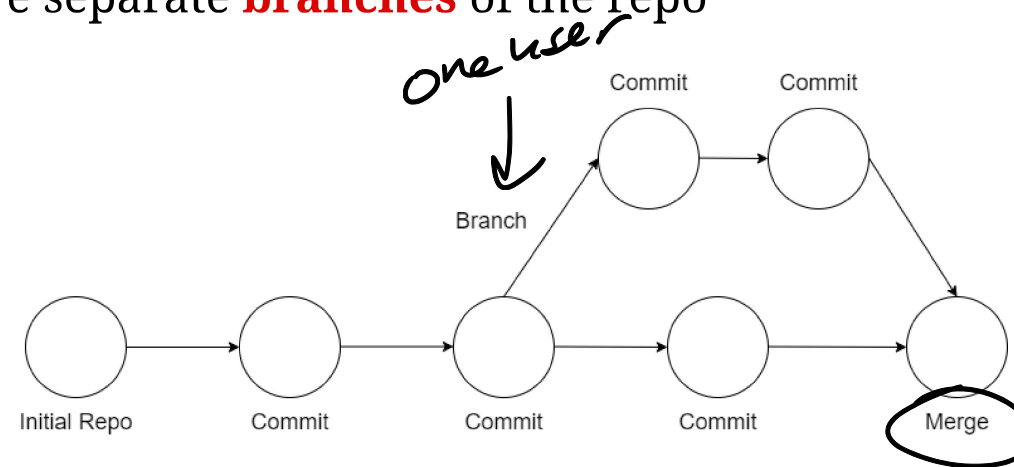 e separate branches of the repo
one user
Commit Commit
Branch
Initial Repo Commit Commit Commit Merge